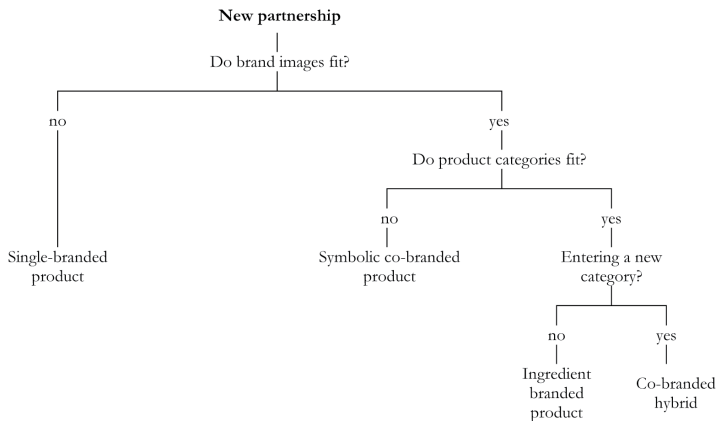 New partnership
Do brand images fit?
no
yes
Do product categories fit?
no
yes
Single-branded
product
Symbolic co-branded
product
Entering a new
category?
no
yes
Ingredient
branded
product
Co-branded
hybrid